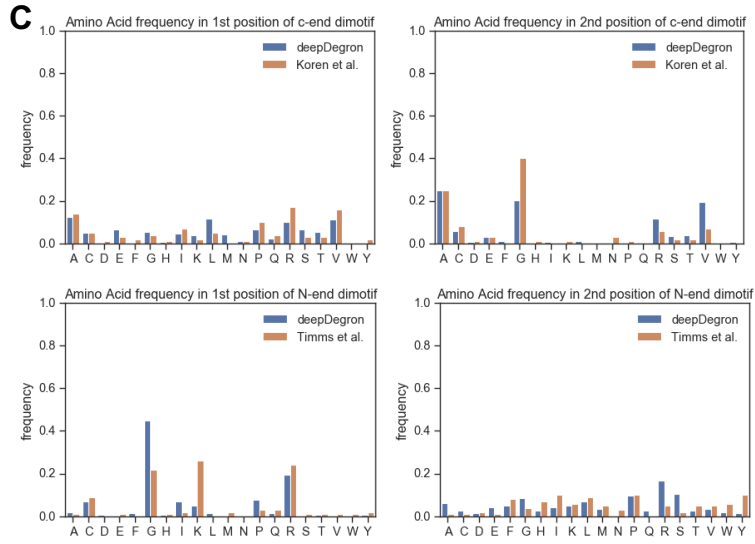 C
Amino Acid frequency in 1st position of c-end dimotif
1.0
0.8
0.6
0.4
0.2
0.0
frequency
deepDegron
Koren et al.
A C D E F G H I K L M N P Q R S T V W Y
Amino Acid frequency in 2nd position of c-end dimotif
1.0
0.8
0.6
0.4
0.2
0.0
frequency
deepDegron
Koren et al.
A C D E F G H I K L M N P Q R S T V W Y
Amino Acid frequency in 1st position of N-end dimotif
1.0
0.8
0.6
0.4
0.2
0.0
frequency
deepDegron
Timms et al.
A C D E F G H I K L M N P Q R S T V W Y
Amino Acid frequency in 2nd position of N-end dimotif
1.0
0.8
0.6
0.4
0.2
0.0
frequency
deepDegron
Timms et al.
A C D E F G H I K L M N P Q R S T V W Y